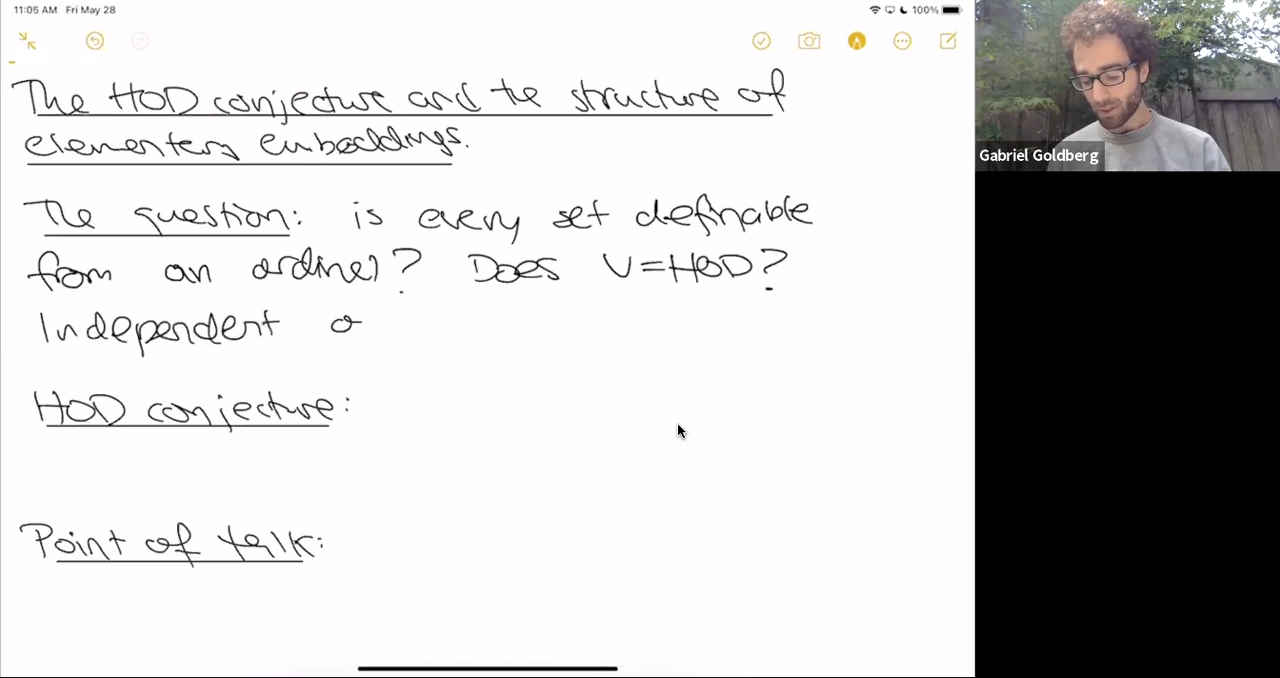 11:05 AM Fri May 28
100%
The HOD conjecture and the structure of
elementary embeddings.
The question: is every set definable
from an ordinal? Does V=HOD?
Independent o
HOD conjecture:
Point of talk:
Gabriel Goldberg